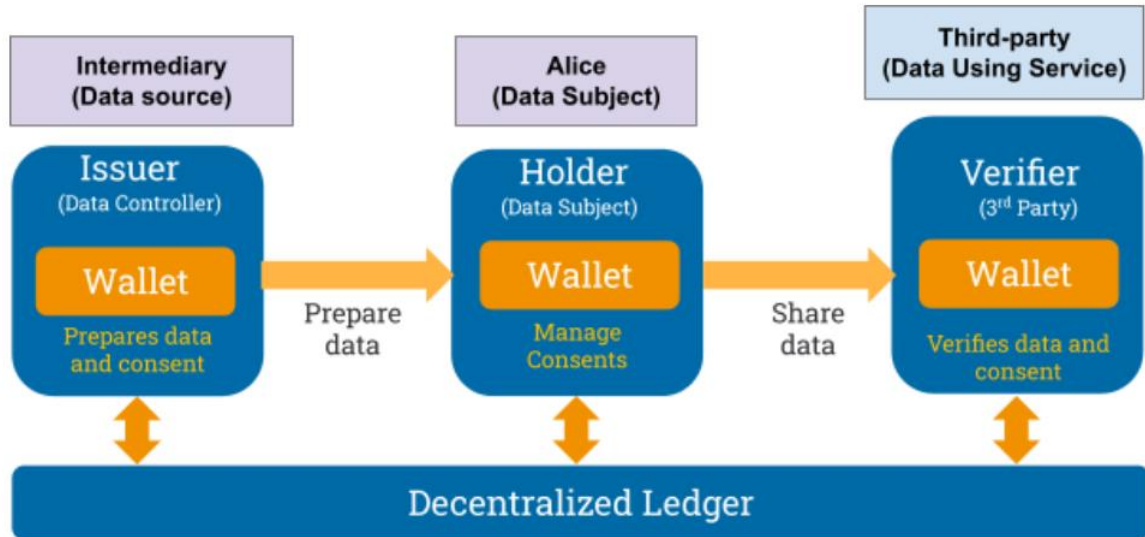 Intermediary
(Data source)
Alice
(Data Subject)
Third-party
(Data Using Service)
Issuer
(Data Controller)
Wallet
Prepares data
and consent
Prepare
data
Holder
(Data Subject)
Wallet
Manage
Consents
Share
data
Verifier
(3rd Party)
Wallet
Verifies data and
consent
Decentralized Ledger